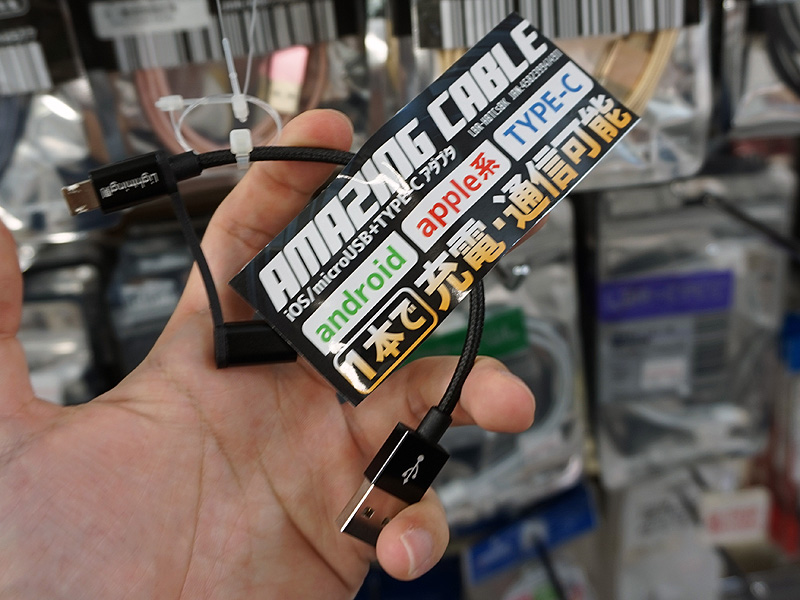 AMAZING CABLE
iOS/microUSB+TYPE-Cアダプタ
android
apple系
TYPE-C
1本で充電・通信可能
Lightning